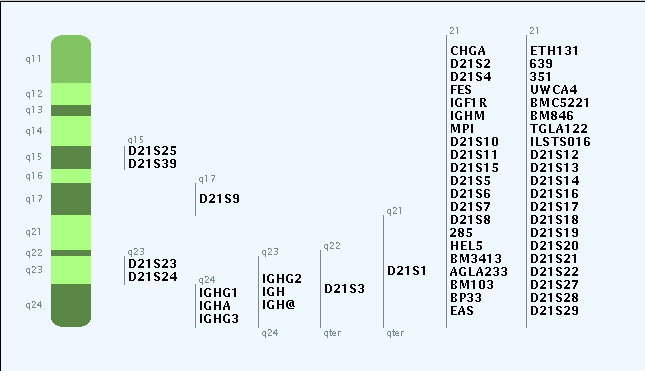 q11
q12
q13
q14
q15
q16
q17
21
q22
q23
q24
q15
D21S25
D21S39
q23
D21S23
D21S24
q17
D21S9
q24
IGHG1
IGHA
IGHG3
q23
IGHG2
IGH
IGH@
q24
q22
D21S3
qter
q21
D21S1
qter
21
CHGA
D21S2
D21S4
FES
IGF1R
IGHM
MPI
D21S10
D21S11
D21S15
D21S5
D21S6
D21S7
D21S8
285
HEL5
BM3413
AGLA233
BM103
BP33
EAS
21
ETH131
639
351
UWCA4
BMC5221
BM846
TGLA122
ILSTS016
D21S12
D21S13
D21S14
D21S16
D21S17
D21S18
D21S19
D21S20
D21S21
D21S22
D21S27
D21S28
D21S29